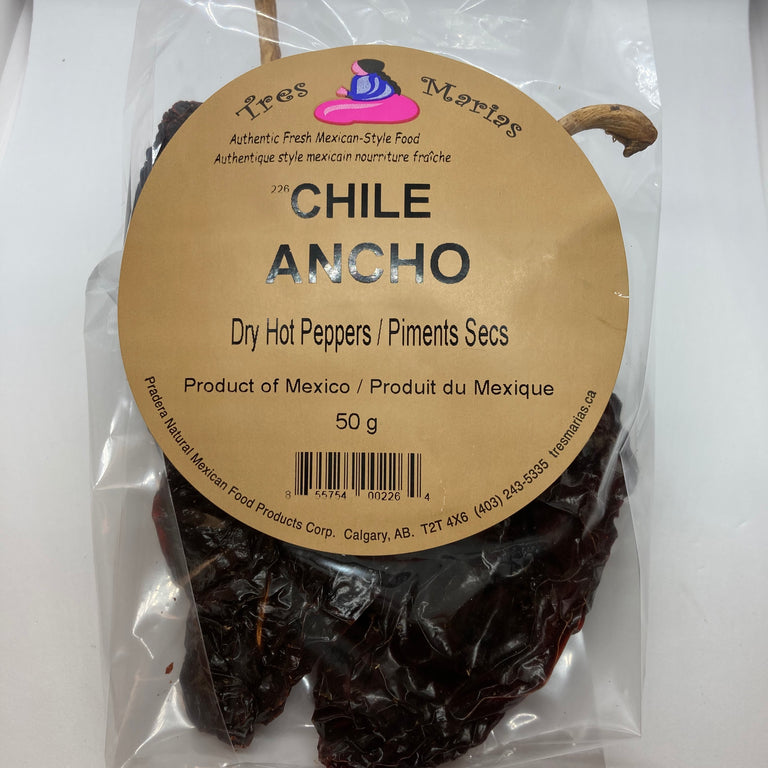 Tres Marias
Authentic Fresh Mexican-Style Food
Authentique style mexicain nourriture fraîche
226
CHILE
ANCHO
Dry Hot Peppers / Piments Secs
Product of Mexico / Produit du Mexique
50 g
8 55754 00226 4
Pradera Natural Mexican Food Products Corp. Calgary, AB. T2T 4X6 (403) 243-5335 tresmarias.ca